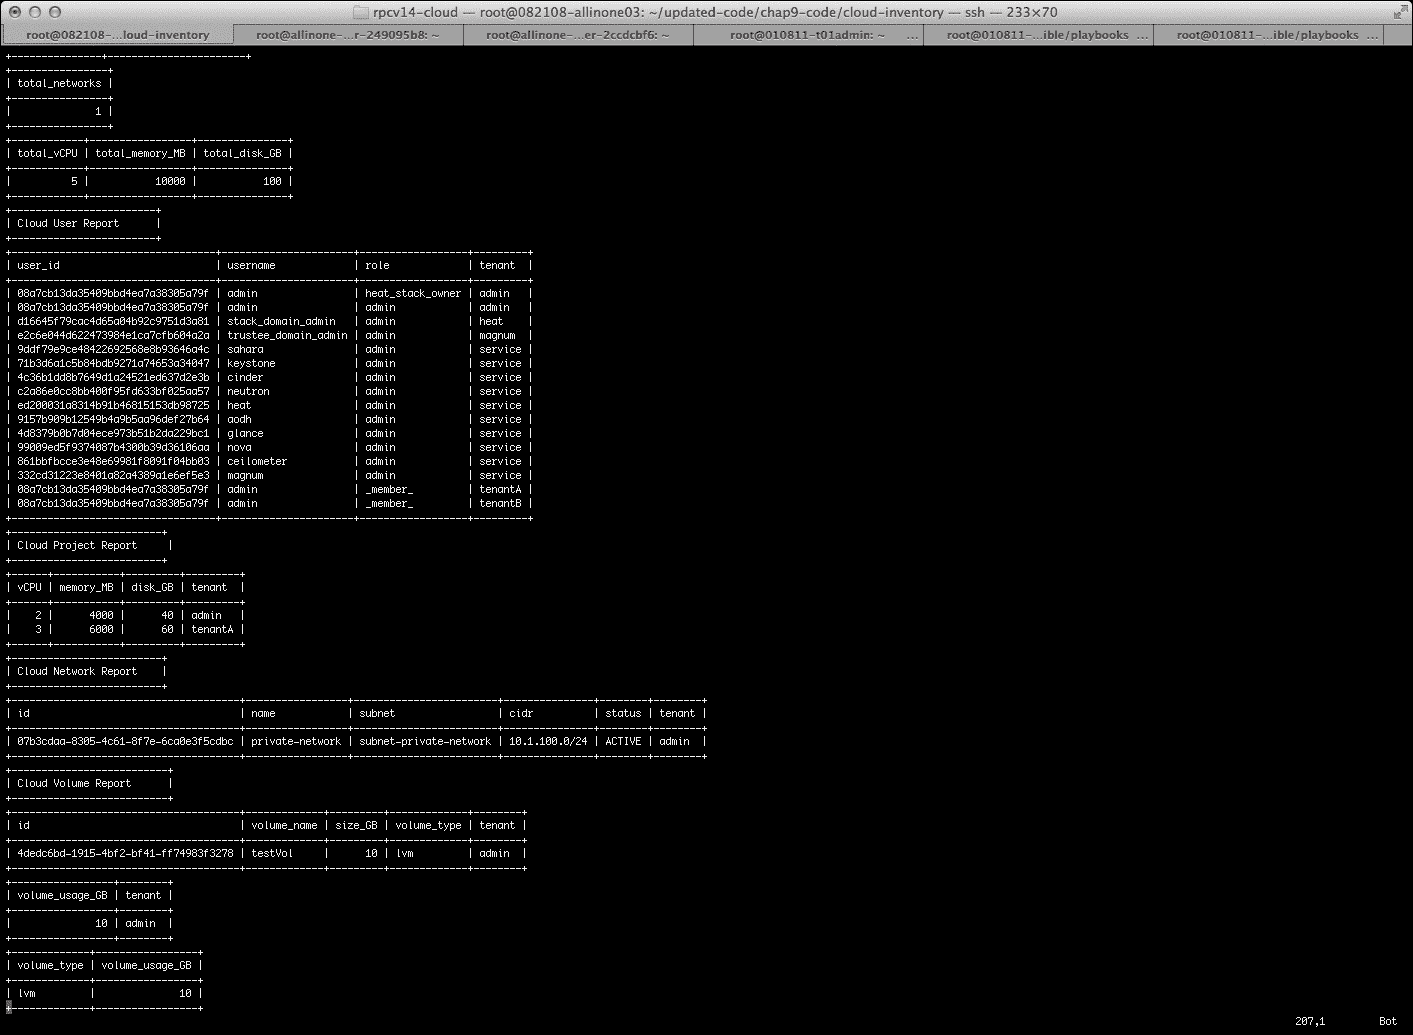 rpcv14-cloud — root@082108-allinone03: ~/updated-code/chap9-code/cloud-inventory — ssh — 233×70
root@082108-...loud-inventory root@allinone-...r-249095b8: ~ root@allinone-...er-2ccdcbf6: ~ root@010811-t01admin: ~ ... root@010811-...ible/playbooks ... root@010811-...ible/playbooks ...
+---------------+-----------------------+
+----------------+
| total_networks |
+----------------+
|              1 |
+----------------+
+------------+-----------------+---------------+
| total_vCPU | total_memory_MB | total_disk_GB |
+------------+-----------------+---------------+
|          5 |           10000 |           100 |
+------------+-----------------+---------------+
+------------------------+
| Cloud User Report      |
+------------------------+
+----------------------------------+----------------------+------------------+---------+
| user_id                          | username             | role             | tenant  |
+----------------------------------+----------------------+------------------+---------+
| 08a7cb13da35409bbd4ea7a38305a79f | admin                | heat_stack_owner | admin   |
| 08a7cb13da35409bbd4ea7a38305a79f | admin                | admin            | admin   |
| d16645f79cac4d65a04b92c9751d3a81 | stack_domain_admin   | admin            | heat    |
| e2c6e044d622473984e1ca7cfb604a2a | trustee_domain_admin | admin            | magnum  |
| 9ddf79e9ce48422692568e8b93646a4c | sahara               | admin            | service |
| 71b3d6a1c5b84bdb9271a74653a34047 | keystone             | admin            | service |
| 4c36b1dd8b7649d1a24521ed637d2e3b | cinder               | admin            | service |
| c2a86e0cc8bb400f95fd633bf025aa57 | neutron              | admin            | service |
| ed200031a8314b91b46815153db98725 | heat                 | admin            | service |
| 9157b909b12549b4a9b5aa96def27b64 | aodh                 | admin            | service |
| 4d8379b0b7d04ece973b51b2da229bc1 | glance               | admin            | service |
| 99009ed5f9374087b4300b39d36106aa | nova                 | admin            | service |
| 861bbfbcce3e48e69981f8091f04bb03 | ceilometer           | admin            | service |
| 332cd31223e8401a82a4389a1e6ef5e3 | magnum               | admin            | service |
| 08a7cb13da35409bbd4ea7a38305a79f | admin                | _member_         | tenantA |
| 08a7cb13da35409bbd4ea7a38305a79f | admin                | _member_         | tenantB |
+----------------------------------+----------------------+------------------+---------+
+-------------------------+
| Cloud Project Report     |
+-------------------------+
+------+-----------+---------+---------+
| vCPU | memory_MB | disk_GB | tenant  |
+------+-----------+---------+---------+
|    2 |      4000 |      40 | admin   |
|    3 |      6000 |      60 | tenantA |
+------+-----------+---------+---------+
+-------------------------+
| Cloud Network Report    |
+-------------------------+
+--------------------------------------+-----------------+------------------------+---------------+--------+--------+
| id                                   | name            | subnet                 | cidr          | status | tenant |
+--------------------------------------+-----------------+------------------------+---------------+--------+--------+
| 07b3cdaa-8305-4c61-8f7e-6ca0e3f5cdbc | private-network | subnet-private-network | 10.1.100.0/24 | ACTIVE | admin  |
+--------------------------------------+-----------------+------------------------+---------------+--------+--------+
+--------------------------+
| Cloud Volume Report      |
+--------------------------+
+--------------------------------------+-------------+---------+-------------+--------+
| id                                   | volume_name | size_GB | volume_type | tenant |
+--------------------------------------+-------------+---------+-------------+--------+
| 4dedc6bd-1915-4bf2-bf41-ff74983f3278 | testVol     |      10 | lvm         | admin  |
+--------------------------------------+-------------+---------+-------------+--------+
+-----------------+--------+
| volume_usage_GB | tenant |
+-----------------+--------+
|              10 | admin  |
+-----------------+--------+
+-------------+-----------------+
| volume_type | volume_usage_GB |
+-------------+-----------------+
| lvm         |              10 |
+-------------+-----------------+
207,1 Bot